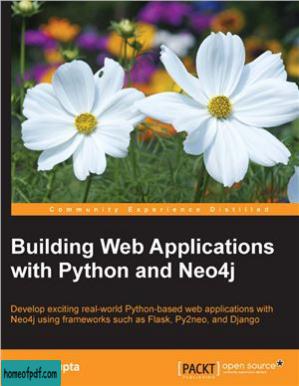 Community Experience Distilled
Building Web Applications
with Python and Neo4j
Develop exciting real-world Python-based web applications with
Neo4j using frameworks such as Flask, Py2neo, and Django
homeofpdf.com
[PACKT] open source*
PUBLISHING